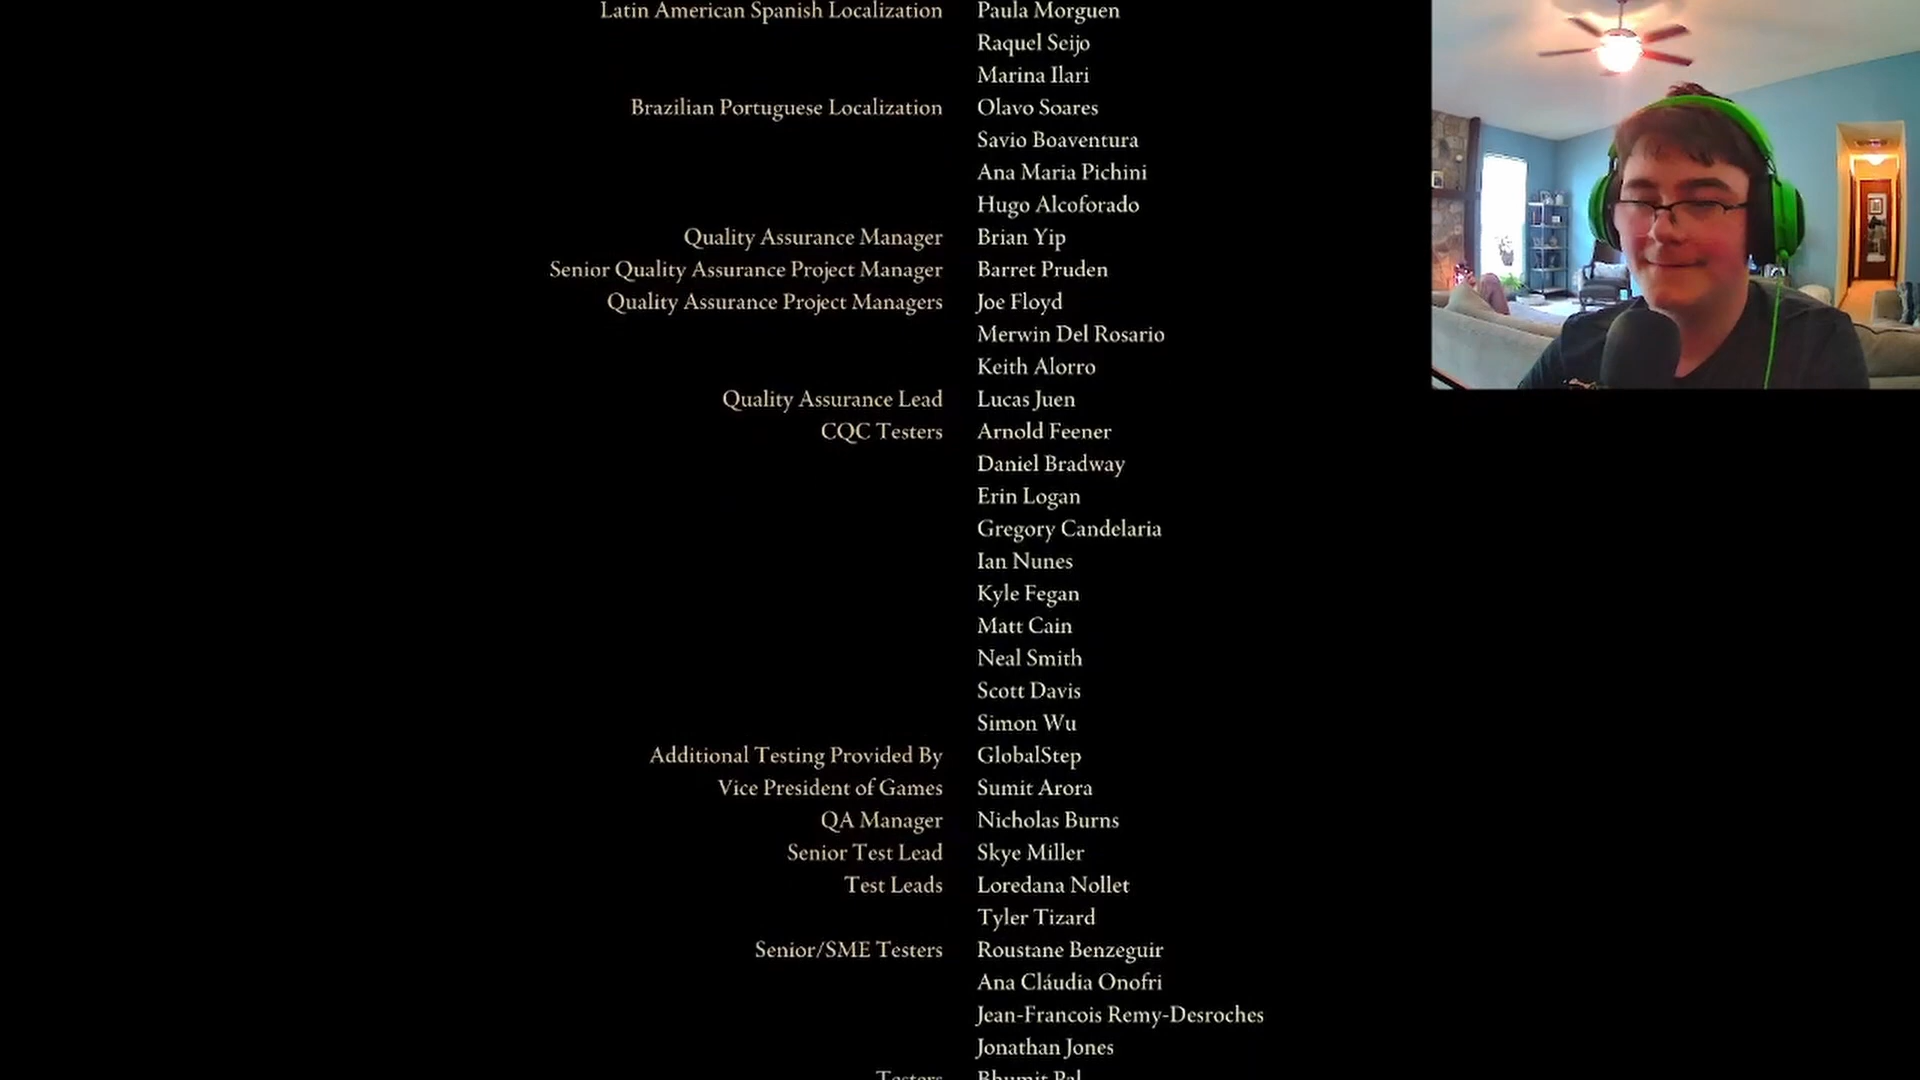 Latin American Spanish Localization Paula Morguen
Raquel Seijo
Marina Ilari
Brazilian Portuguese Localization Olavo Soares
Savio Boaventura
Ana Maria Pichini
Hugo Alcoforado
Quality Assurance Manager Brian Yip
Senior Quality Assurance Project Manager Barret Pruden
Quality Assurance Project Managers Joe Floyd
Merwin Del Rosario
Keith Alorro
Quality Assurance Lead Lucas Juen
CQC Testers Arnold Feener
Daniel Bradway
Erin Logan
Gregory Candelaria
Ian Nunes
Kyle Fegan
Matt Cain
Neal Smith
Scott Davis
Simon Wu
Additional Testing Provided By GlobalStep
Vice President of Games Sumit Arora
QA Manager Nicholas Burns
Senior Test Lead Skye Miller
Test Leads Loredana Nollet
Tyler Tizard
Senior/SME Testers Roustane Benzeguir
Ana Cláudia Onofri
Jean-Francois Remy-Desroches
Jonathan Jones
Testers Bhumit Pal